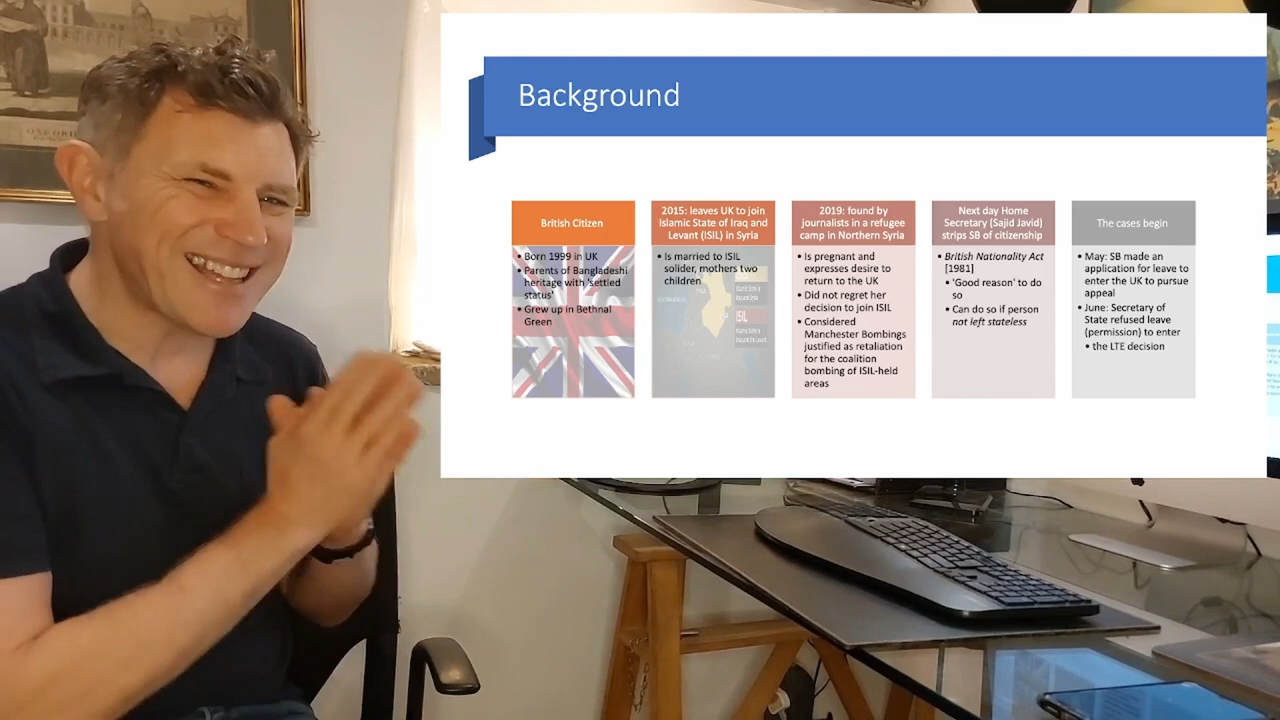 Background
British Citizen
• Born 1999 in UK
• Parents of Bangladeshi
heritage with 'settled
status'
• Grew up in Bethnal
Green
2015: leaves UK to join
Islamic State of Iraq and
Levant (ISIL) in Syria
• Is married to ISIL
solider, mothers two
children
ISIL
2019: found by
journalists in a refugee
camp in Northern Syria
• Is pregnant and
expresses desire to
return to the UK
• Did not regret her
decision to join ISIL
• Considered
Manchester Bombings
justified as retaliation
for the coalition
bombing of ISIL-held
areas
Next day Home
Secretary (Sajid Javid)
strips SB of citizenship
• British Nationality Act
[1981]
• 'Good reason' to do
so
• Can do so if person
not left stateless
The cases begin
• May: SB made an
application for leave to
enter the UK to pursue
appeal
• June: Secretary of
State refused leave
(permission) to enter
• the LTE decision